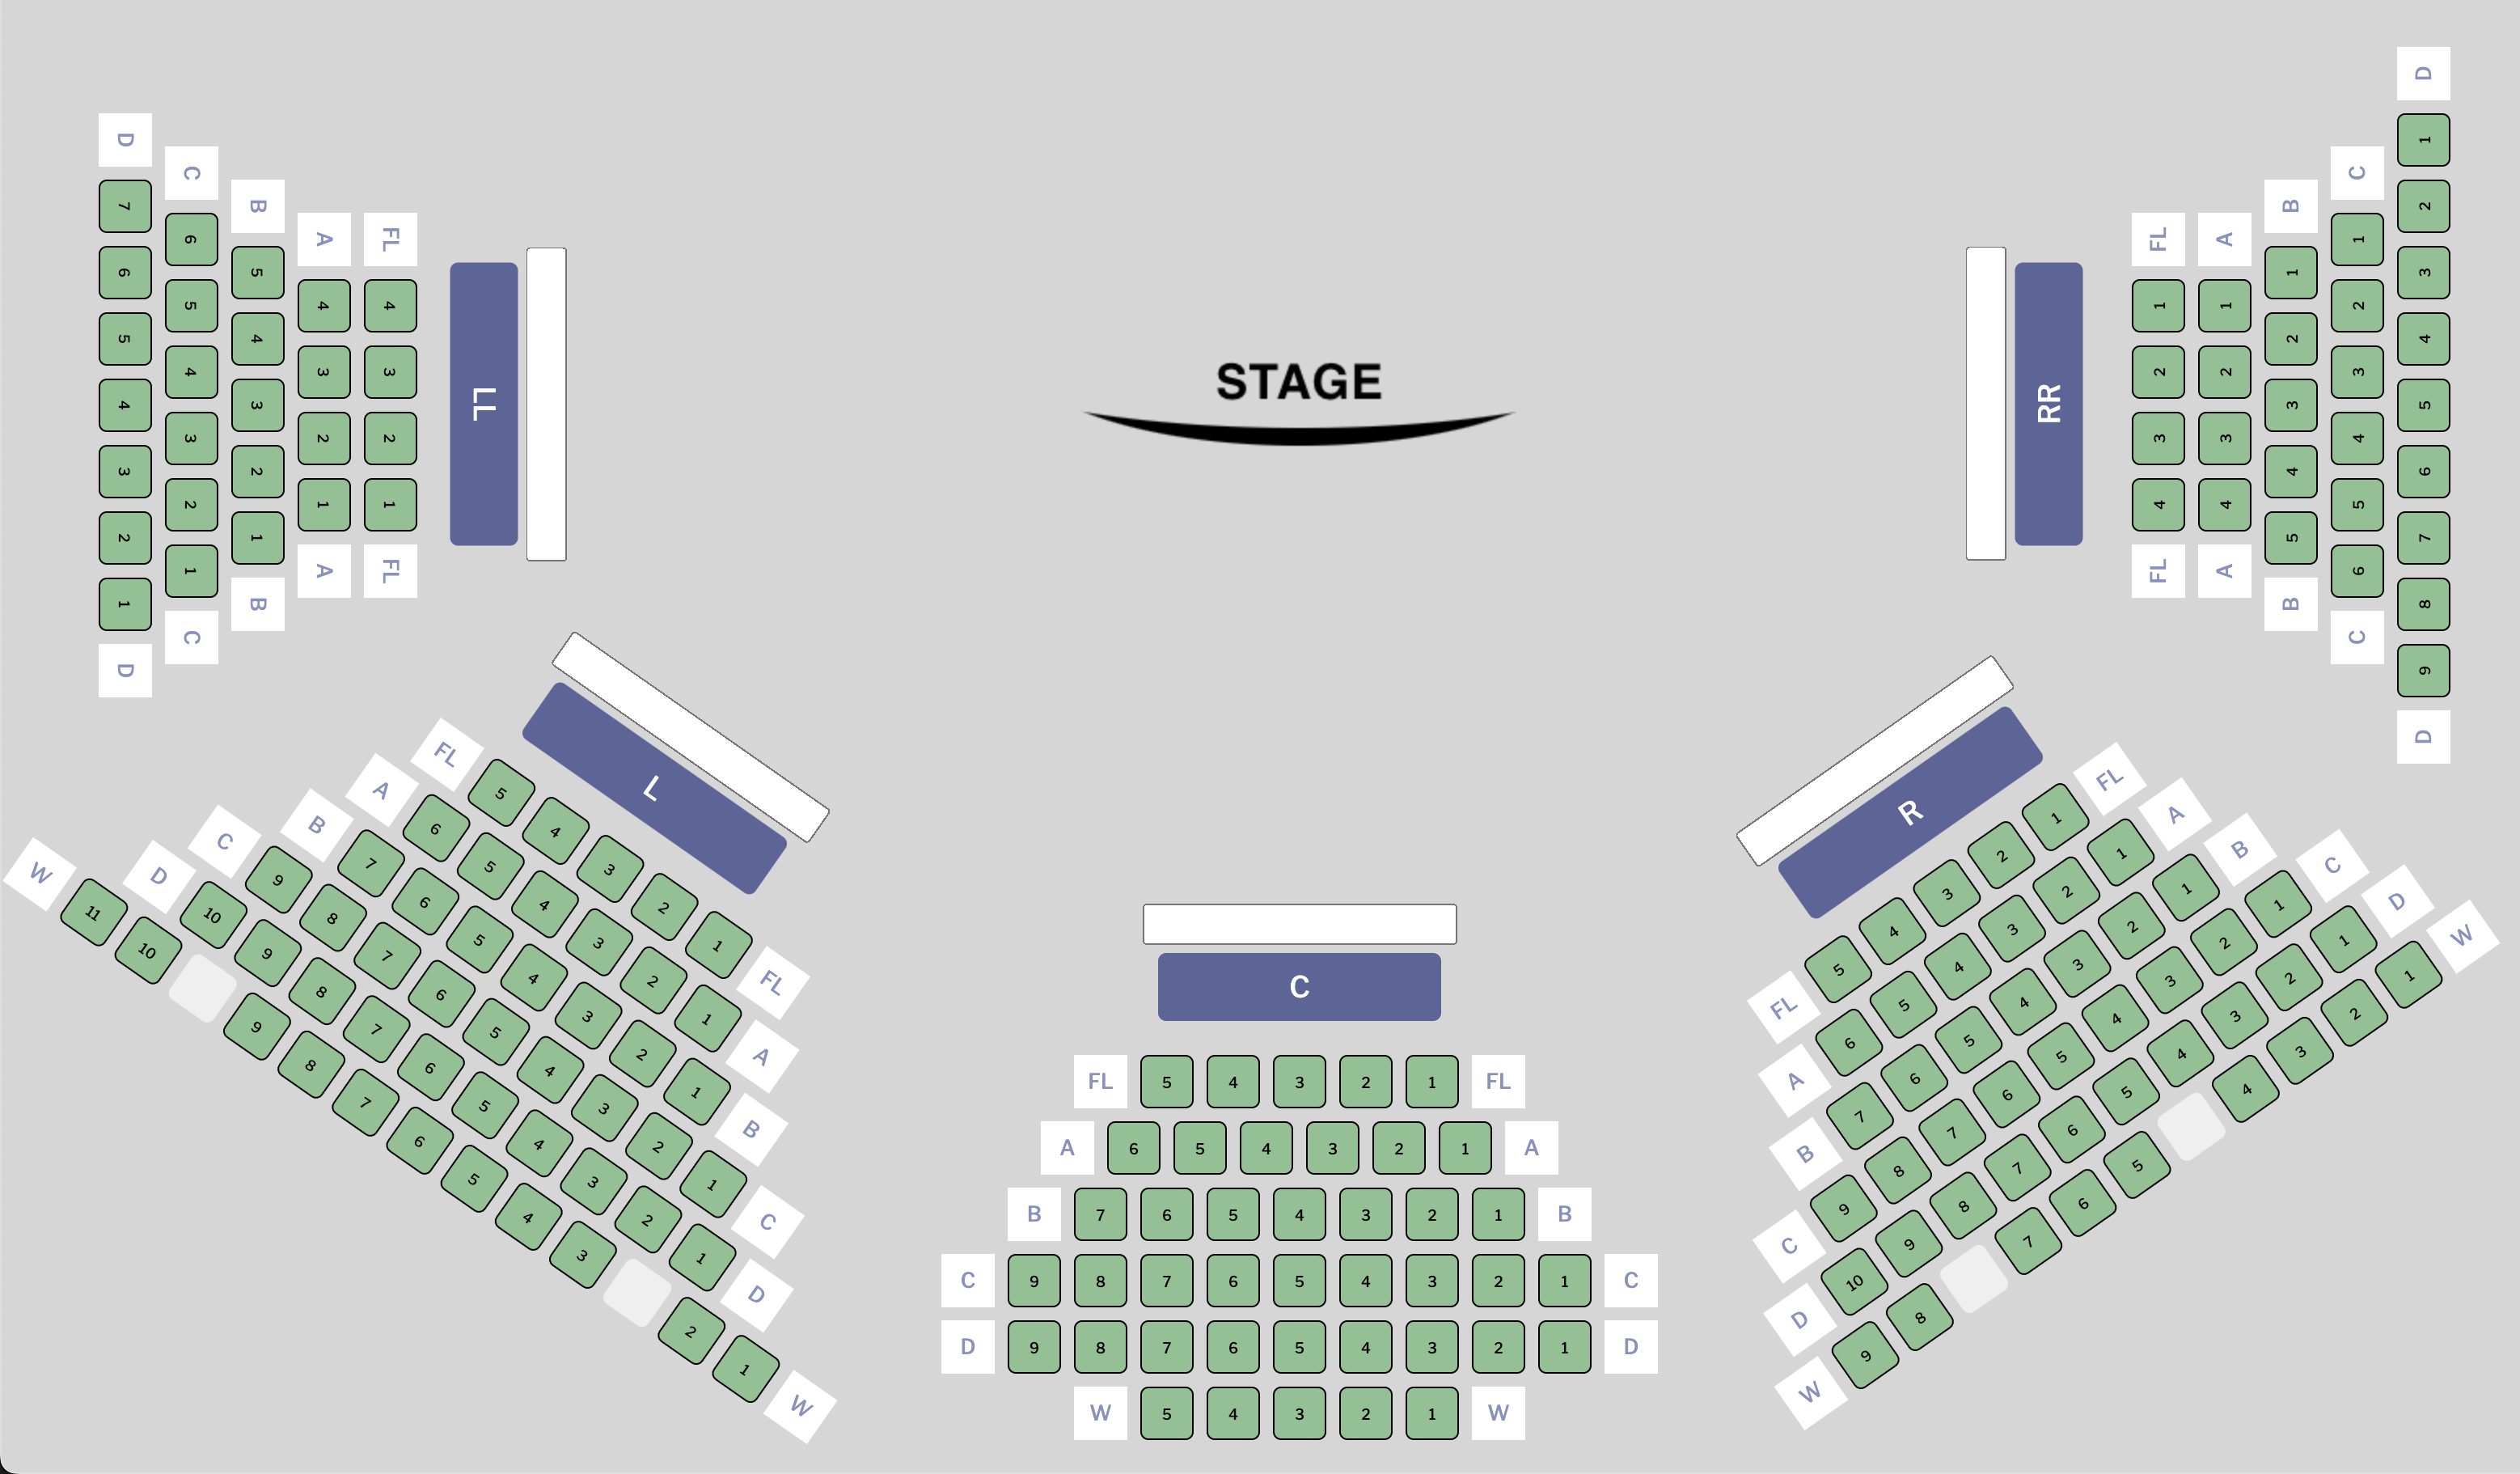 STAGE
LL
D 7 6 5 4 3 2 1 D
C 6 5 4 3 2 1 C
B 5 4 3 2 1 B
A 4 3 2 1 A
FL 4 3 2 1 FL
RR
FL 1 2 3 4 FL
A 1 2 3 4 A
B 1 2 3 4 5 B
C 1 2 3 4 5 6 C
D 1 2 3 4 5 6 7 8 9 D
L
FL 5 4 3 2 1 FL
A 6 5 4 3 2 1 A
B 7 6 5 4 3 2 1 B
C 9 8 7 6 5 4 3 2 1 C
D 10 9 8 7 6 5 4 3 2 1 D
W 11 10 9 8 7 6 5 4 3 2 1 W
C
FL 5 4 3 2 1 FL
A 6 5 4 3 2 1 A
B 7 6 5 4 3 2 1 B
C 9 8 7 6 5 4 3 2 1 C
D 9 8 7 6 5 4 3 2 1 D
W 5 4 3 2 1 W
R
FL 5 4 3 2 1 FL
A 6 5 4 3 2 1 A
B 7 6 5 4 3 2 1 B
C 9 8 7 6 5 4 3 2 1 C
D 10 9 8 7 6 5 4 3 2 1 D
W 9 8 7 6 5 4 3 2 1 W